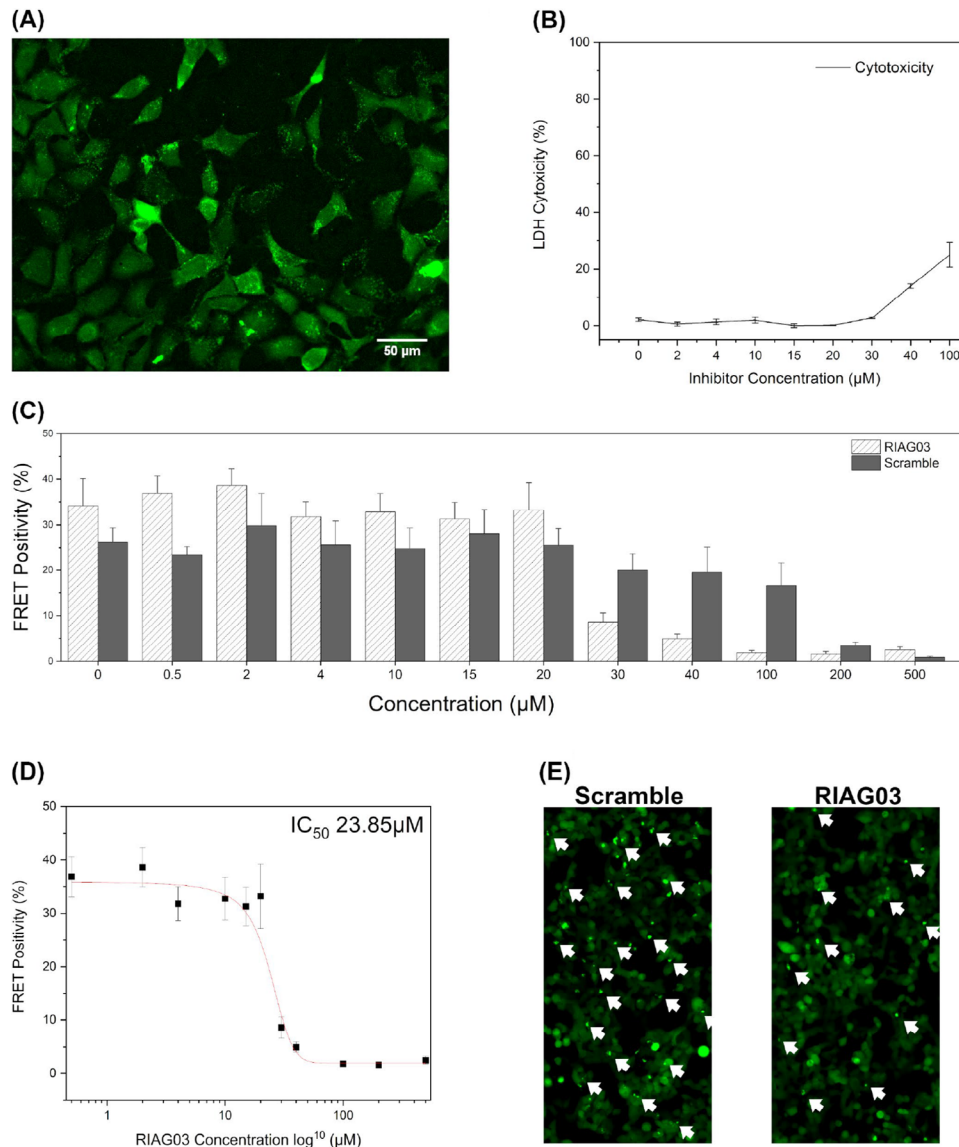 (A)
50 µm
(B)
100
80
60
40
20
0
LDH Cytoxicity (%)
Cytotoxicity
0 2 4 10 15 20 30 40 100
Inhibitor Concentration (µM)
(C)
50
40
30
20
10
0
FRET Positivity (%)
RIAG03
Scramble
0 0.5 2 4 10 15 20 30 40 100 200 500
Concentration (µM)
(D)
50
40
30
20
10
0
FRET Positivity (%)
IC50 23.85µM
1 10 100
RIAG03 Concentration log¹⁰ (µM)
(E)
Scramble
RIAG03